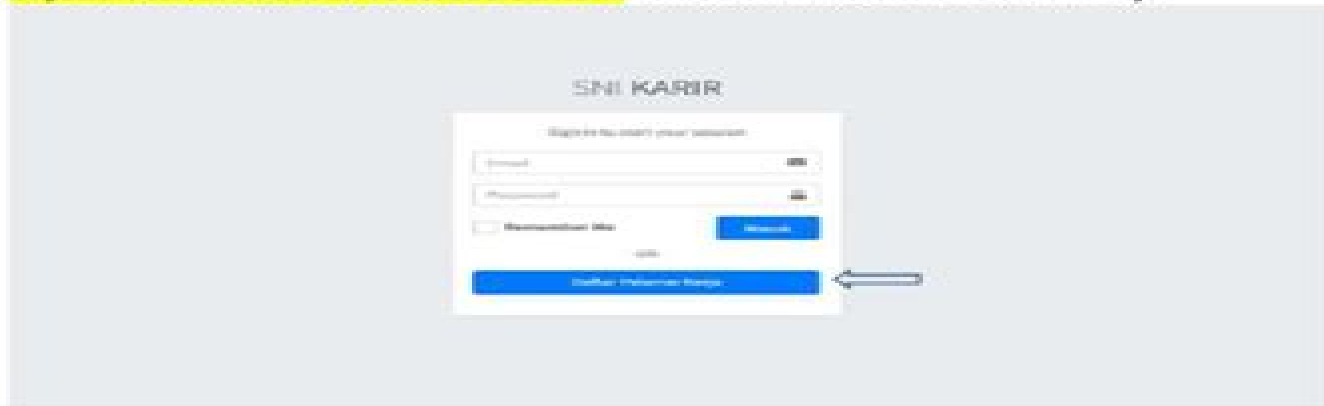 SNI KARIR
Sign in to start your session
Email
Password
Remember Me
Masuk
Daftar Pelamar Kerja